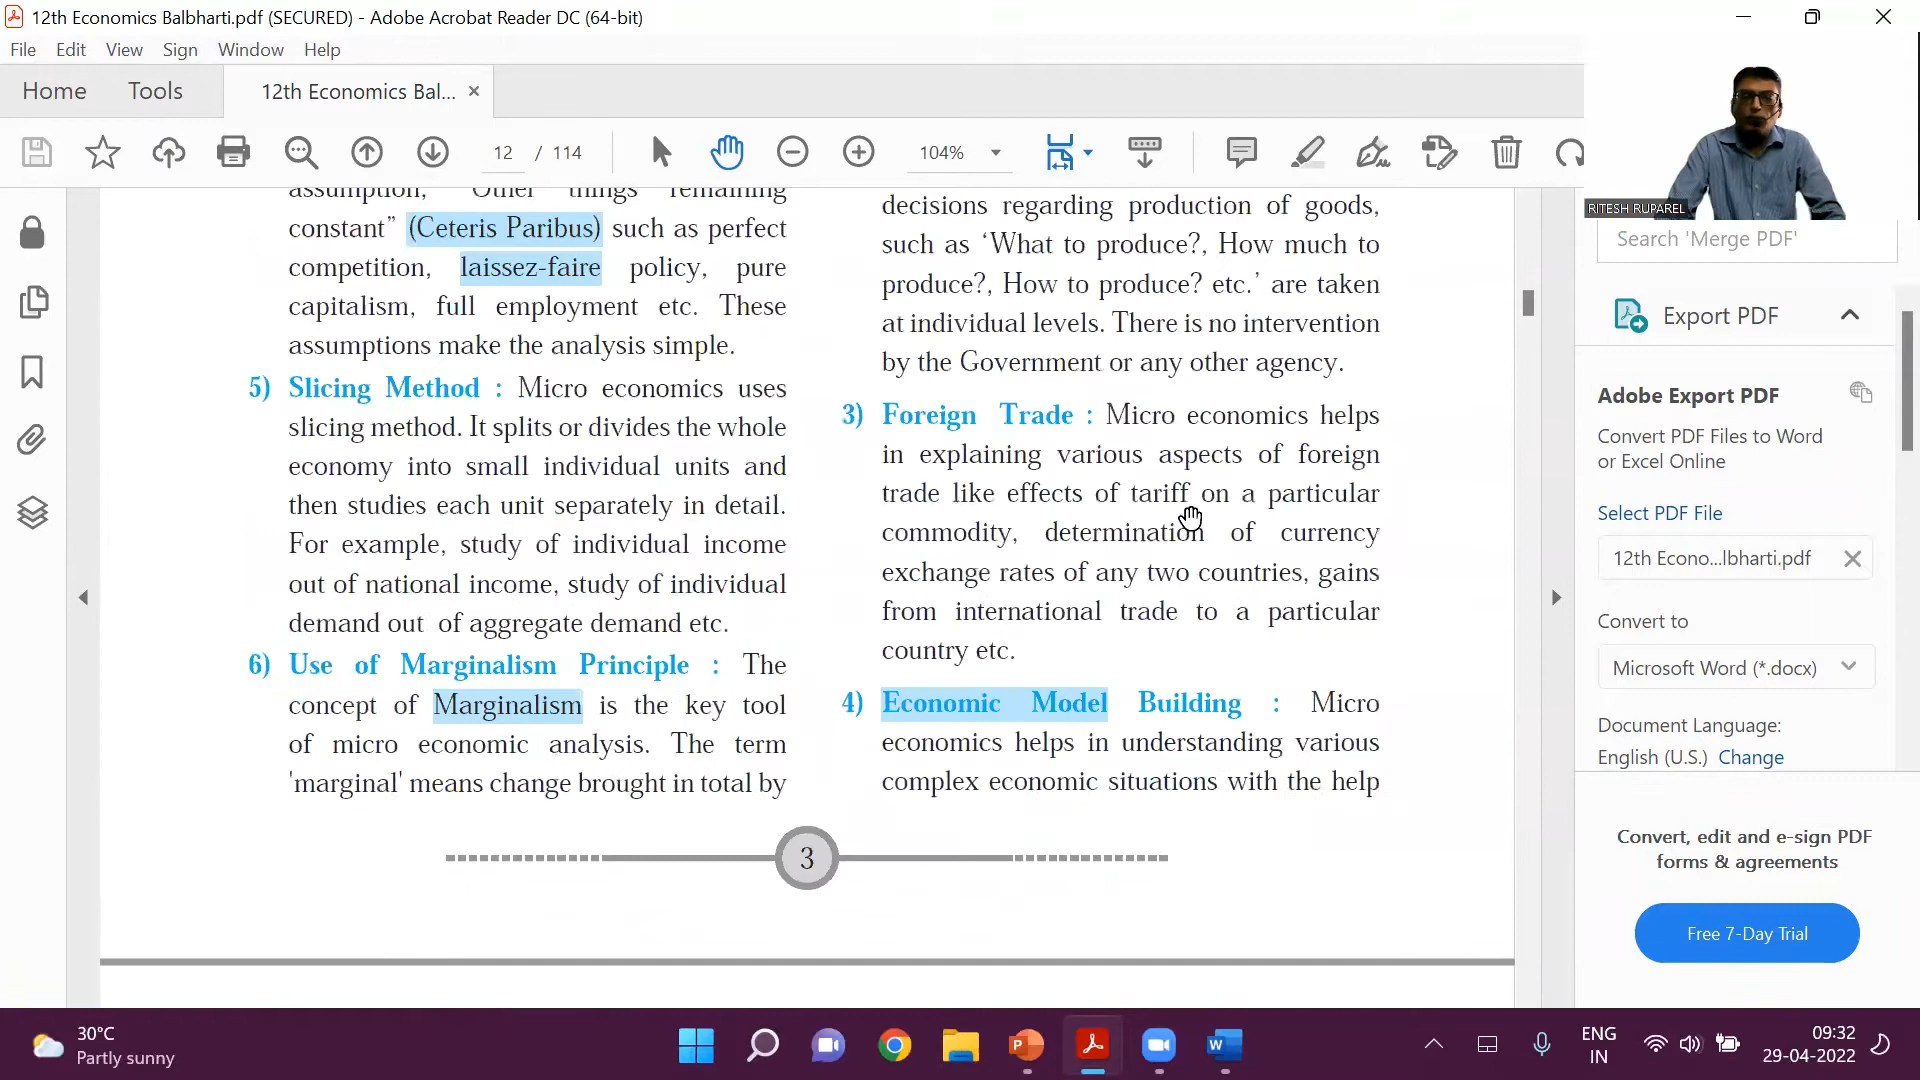 12th Economics Balbharti.pdf (SECURED) - Adobe Acrobat Reader DC (64-bit)
File Edit View Sign Window Help
Home Tools 12th Economics Bal...
12 / 114 104%
RITESH RUPAREL
assumption, "Other things remaining
constant” (Ceteris Paribus) such as perfect
competition, laissez-faire policy, pure
capitalism, full employment etc. These
assumptions make the analysis simple.
5) Slicing Method : Micro economics uses
slicing method. It splits or divides the whole
economy into small individual units and
then studies each unit separately in detail.
For example, study of individual income
out of national income, study of individual
demand out of aggregate demand etc.
6) Use of Marginalism Principle : The
concept of Marginalism is the key tool
of micro economic analysis. The term
'marginal' means change brought in total by
decisions regarding production of goods,
such as ‘What to produce?, How much to
produce?, How to produce? etc.’ are taken
at individual levels. There is no intervention
by the Government or any other agency.
3) Foreign Trade : Micro economics helps
in explaining various aspects of foreign
trade like effects of tariff on a particular
commodity, determination of currency
exchange rates of any two countries, gains
from international trade to a particular
country etc.
4) Economic Model Building : Micro
economics helps in understanding various
complex economic situations with the help
3
Search 'Merge PDF'
Export PDF
Adobe Export PDF
Convert PDF Files to Word
or Excel Online
Select PDF File
12th Econo...lbharti.pdf
Convert to
Microsoft Word (*.docx)
Document Language:
English (U.S.) Change
Convert, edit and e-sign PDF
forms & agreements
Free 7-Day Trial
30°C
Partly sunny
ENG
IN
09:32
29-04-2022